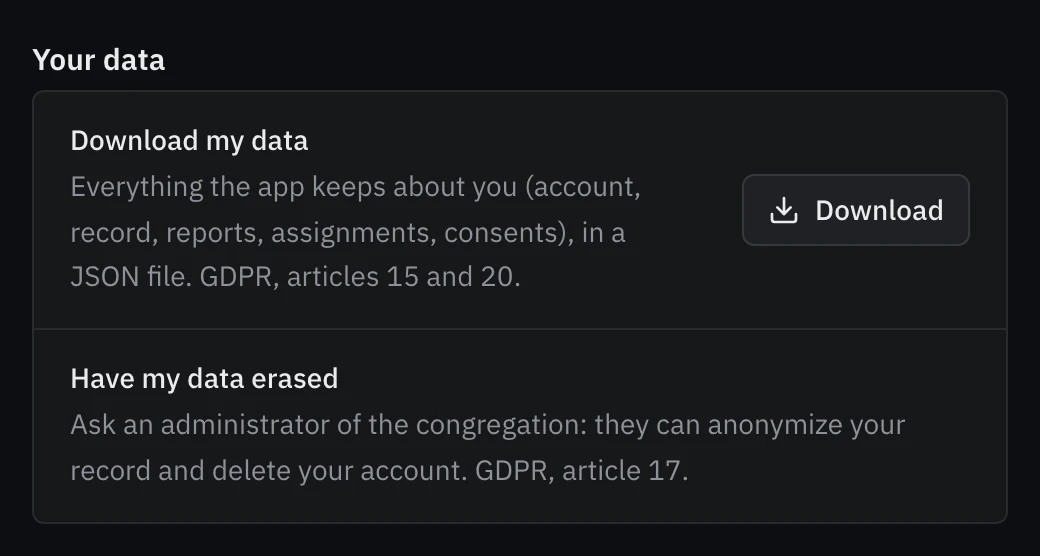 Your data
Download my data
Everything the app keeps about you (account,
record, reports, assignments, consents), in a
JSON file. GDPR, articles 15 and 20.
Download
Have my data erased
Ask an administrator of the congregation: they can anonymize your
record and delete your account. GDPR, article 17.